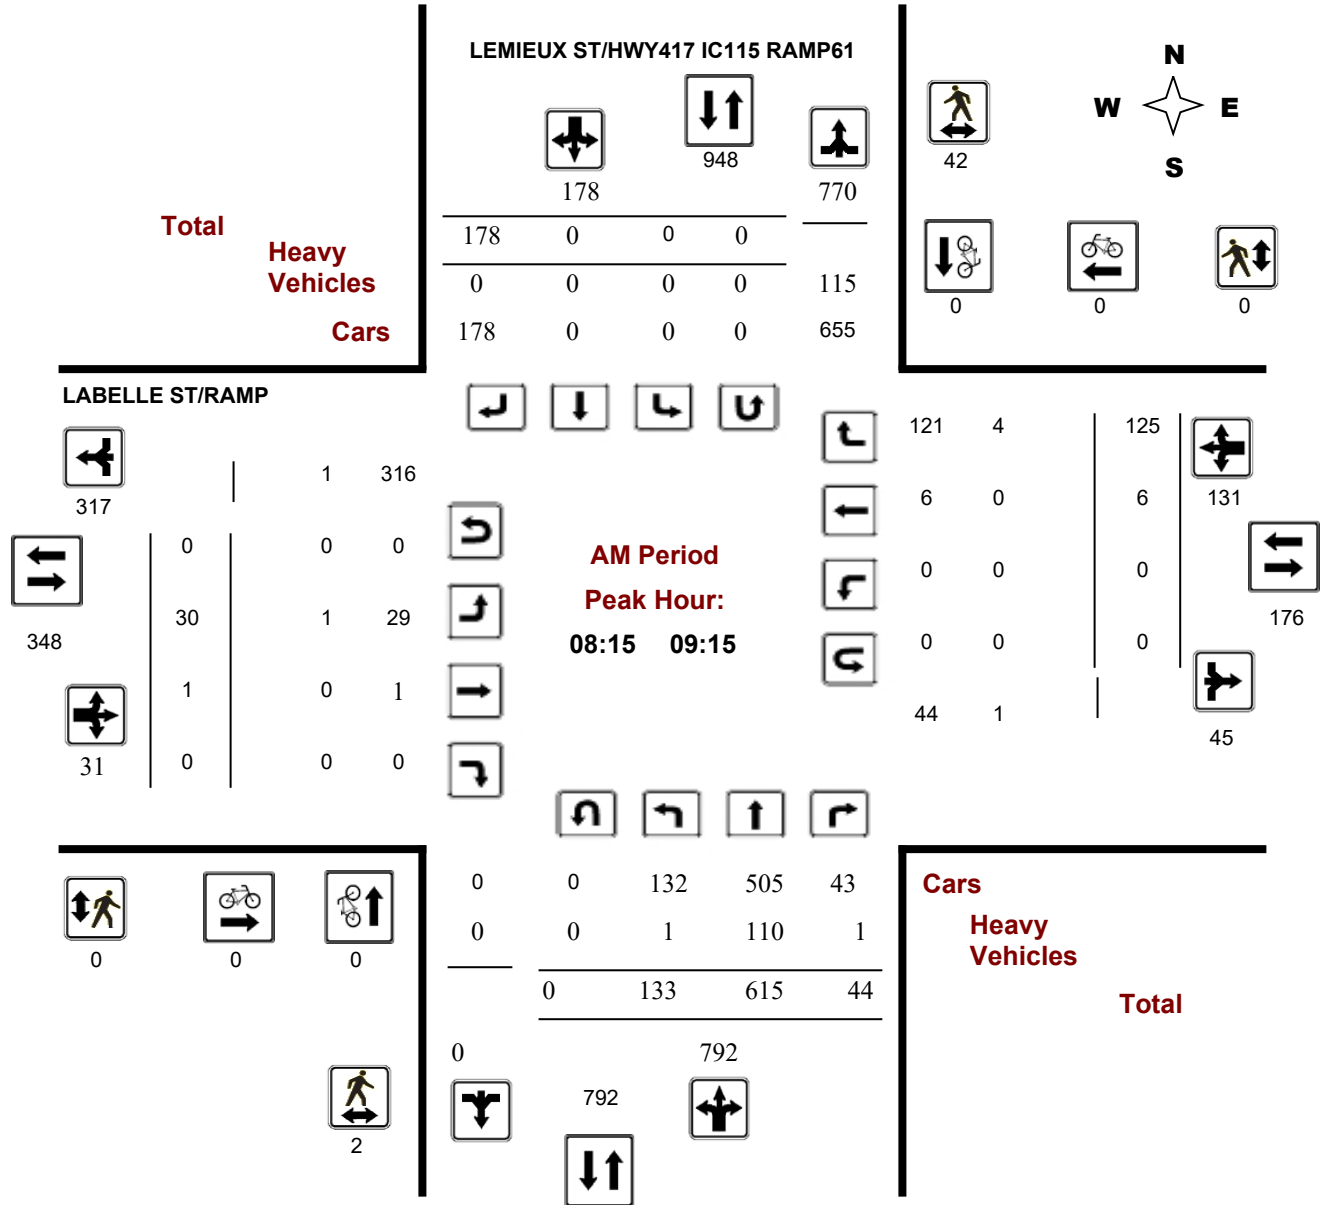 LEMIEUX ST/HWY417 IC115 RAMP61
N
W E
S
948
42
178 770
Total
178 0 0 0
Heavy
Vehicles
0 0 0 0 115
Cars
178 0 0 0 655
0 0 0
LABELLE ST/RAMP
121 4 125
1 316
317
6 0 6 131
0 0 0
AM Period
0 0 0
Peak Hour:
30 1 29
176
348
08:15 09:15
0 0 0
1 0 1
44 1
45
31 0 0 0
0 0 132 505 43
Cars
0 0 1 110 1
Heavy
Vehicles
0 0 0
0 133 615 44
Total
0 792
792
2